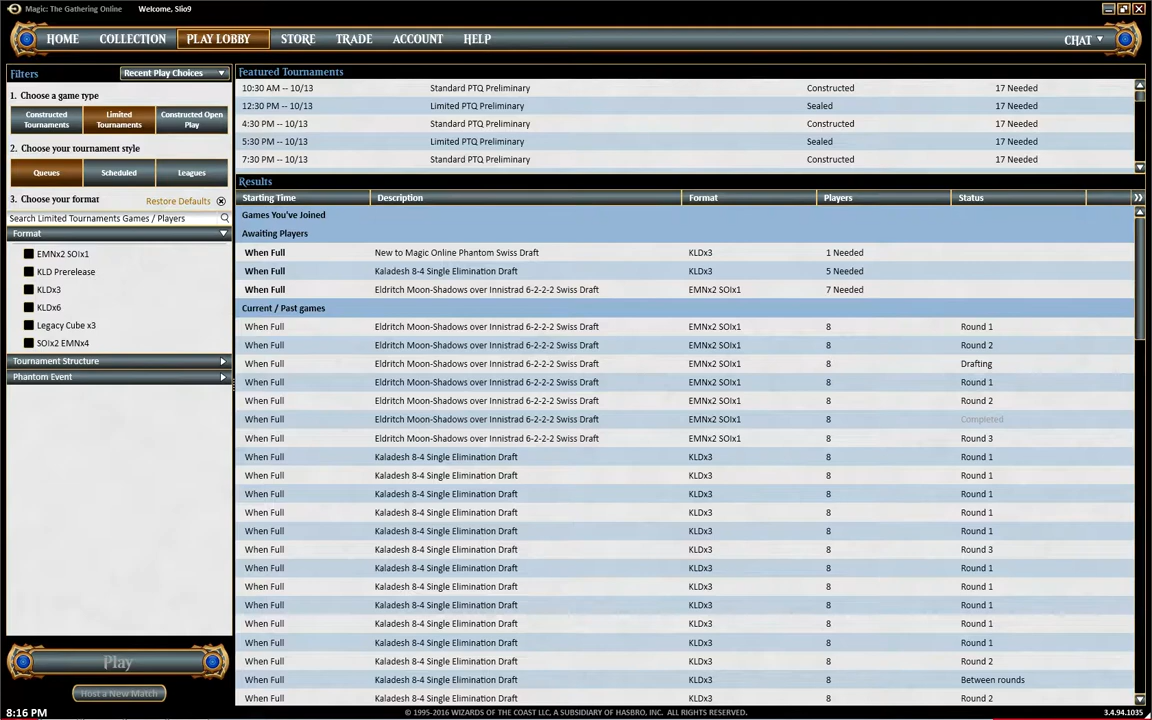 Magic: The Gathering Online Welcome, Slio9
HOME COLLECTION PLAY LOBBY STORE TRADE ACCOUNT HELP CHAT
Filters Recent Play Choices
1. Choose a game type
Constructed Tournaments Limited Tournaments Constructed Open Play
2. Choose your tournament style
Queues Scheduled Leagues
3. Choose your format Restore Defaults
Search Limited Tournaments Games / Players
Format
EMNx2 SOIx1
KLD Prerelease
KLDx3
KLDx6
Legacy Cube x3
SOIx2 EMNx4
Tournament Structure
Phantom Event
Play
Host a New Match
8:16 PM
Featured Tournaments
10:30 AM -- 10/13 Standard PTQ Preliminary Constructed 17 Needed
12:30 PM -- 10/13 Limited PTQ Preliminary Sealed 17 Needed
4:30 PM -- 10/13 Standard PTQ Preliminary Constructed 17 Needed
5:30 PM -- 10/13 Limited PTQ Preliminary Sealed 17 Needed
7:30 PM -- 10/13 Standard PTQ Preliminary Constructed 17 Needed
Results
Starting Time Description Format Players Status
Games You've Joined
Awaiting Players
When Full New to Magic Online Phantom Swiss Draft KLDx3 1 Needed
When Full Kaladesh 8-4 Single Elimination Draft KLDx3 5 Needed
When Full Eldritch Moon-Shadows over Innistrad 6-2-2-2 Swiss Draft EMNx2 SOIx1 7 Needed
Current / Past games
When Full Eldritch Moon-Shadows over Innistrad 6-2-2-2 Swiss Draft EMNx2 SOIx1 8 Round 1
When Full Eldritch Moon-Shadows over Innistrad 6-2-2-2 Swiss Draft EMNx2 SOIx1 8 Round 2
When Full Eldritch Moon-Shadows over Innistrad 6-2-2-2 Swiss Draft EMNx2 SOIx1 8 Drafting
When Full Eldritch Moon-Shadows over Innistrad 6-2-2-2 Swiss Draft EMNx2 SOIx1 8 Round 1
When Full Eldritch Moon-Shadows over Innistrad 6-2-2-2 Swiss Draft EMNx2 SOIx1 8 Round 2
When Full Eldritch Moon-Shadows over Innistrad 6-2-2-2 Swiss Draft EMNx2 SOIx1 8 Completed
When Full Eldritch Moon-Shadows over Innistrad 6-2-2-2 Swiss Draft EMNx2 SOIx1 8 Round 3
When Full Kaladesh 8-4 Single Elimination Draft KLDx3 8 Round 1
When Full Kaladesh 8-4 Single Elimination Draft KLDx3 8 Round 1
When Full Kaladesh 8-4 Single Elimination Draft KLDx3 8 Round 1
When Full Kaladesh 8-4 Single Elimination Draft KLDx3 8 Round 1
When Full Kaladesh 8-4 Single Elimination Draft KLDx3 8 Round 1
When Full Kaladesh 8-4 Single Elimination Draft KLDx3 8 Round 3
When Full Kaladesh 8-4 Single Elimination Draft KLDx3 8 Round 1
When Full Kaladesh 8-4 Single Elimination Draft KLDx3 8 Round 1
When Full Kaladesh 8-4 Single Elimination Draft KLDx3 8 Round 1
When Full Kaladesh 8-4 Single Elimination Draft KLDx3 8 Round 1
When Full Kaladesh 8-4 Single Elimination Draft KLDx3 8 Round 1
When Full Kaladesh 8-4 Single Elimination Draft KLDx3 8 Round 2
When Full Kaladesh 8-4 Single Elimination Draft KLDx3 8 Between rounds
When Full Kaladesh 8-4 Single Elimination Draft KLDx3 8 Round 2
© 1995-2016 WIZARDS OF THE COAST LLC, A SUBSIDIARY OF HASBRO, INC. ALL RIGHTS RESERVED. 3.4.94.1035